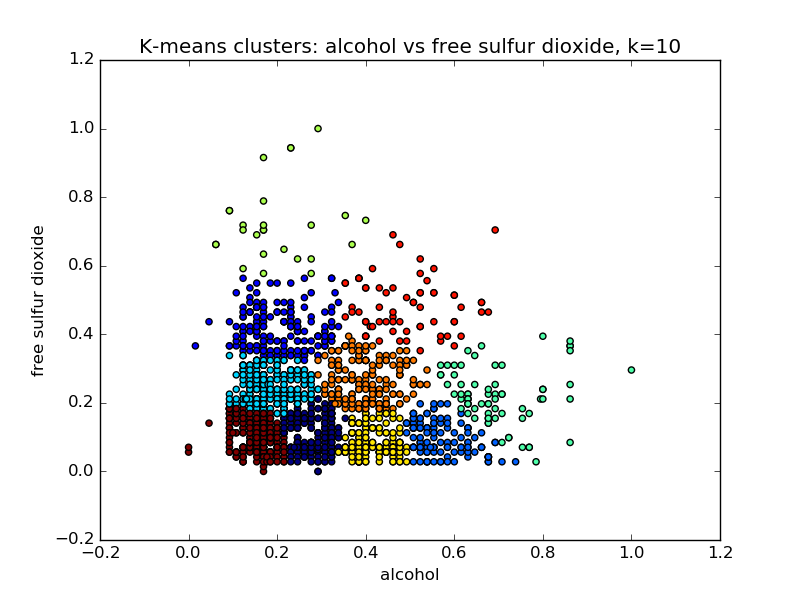 K-means clusters: alcohol vs free sulfur dioxide, k=10
1.2
1.0
0.8
0.6
0.4
0.2
0.0
−0.2
free sulfur dioxide
−0.2 0.0 0.2 0.4 0.6 0.8 1.0 1.2
alcohol